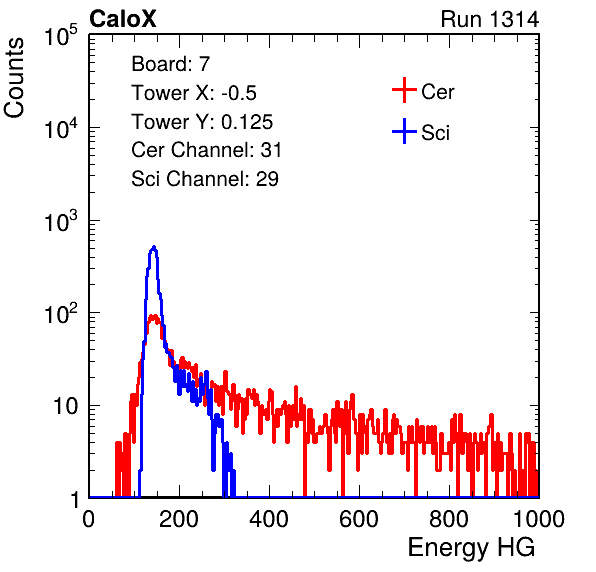 CaloX Run 1314
Counts
Board: 7
Tower X: -0.5
Tower Y: 0.125
Cer Channel: 31
Sci Channel: 29
Cer
Sci
10^5
10^4
10^3
10^2
10
1
0 200 400 600 800 1000
Energy HG